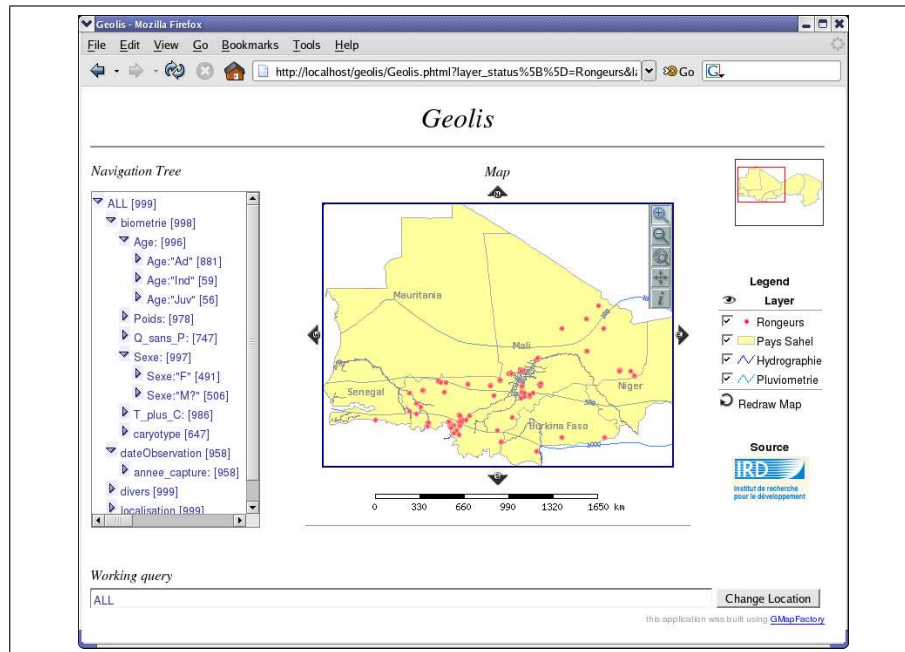 Geolis - Mozilla Firefox
File Edit View Go Bookmarks Tools Help
http://localhost/geolis/Geolis.phtml?layer_status%5B%5D=Rongeurs&l
Go
Geolis
Navigation Tree
ALL [999]
biometrie [998]
Age: [996]
Age:"Ad" [881]
Age:"Ind" [59]
Age:"Juv" [56]
Poids: [978]
Q_sans_P: [747]
Sexe: [997]
Sexe:"F" [491]
Sexe:"M?" [506]
T_plus_C: [986]
caryotype [647]
dateObservation [958]
annee_capture: [958]
divers [999]
localisation [999]
Map
N
Mauritania
Mali
Senegal
Niger
Burkina Faso
100
500
1000
0 330 660 990 1320 1650 km
Legend
Layer
Rongeurs
Pays Sahel
Hydrographie
Pluviometrie
Redraw Map
Source
IRD
Institut de recherche
pour le développement
Working query
ALL
Change Location
this application was built using GMapFactory